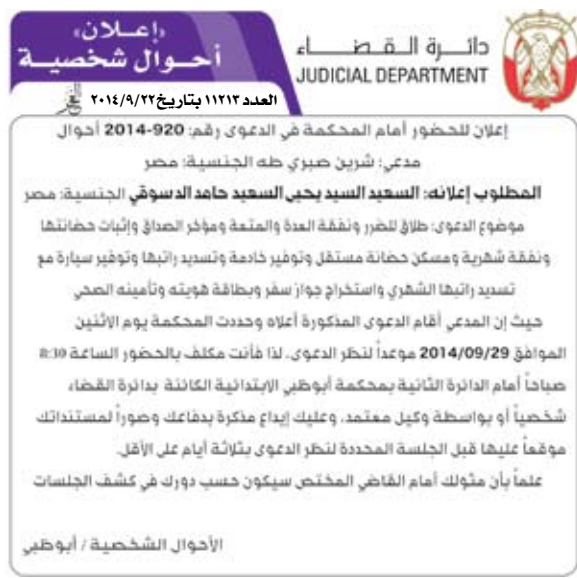 دائـــرة الـقـضـــــاء
JUDICIAL DEPARTMENT
«إعــلان»
أحــوال شخصيــة
العدد ١١٢١٣ بتاريخ ٢٠١٤/٩/٢٢
إعلان للحضور أمام المحكمة في الدعوى رقم: 920-2014 أحوال
مدعي: شرين صبري طه الجنسية: مصر
المطلوب إعلانه: السعيد السيد يحيى السعيد حامد الدسوقي الجنسية: مصر
موضوع الدعوى: طلاق للضرر ونفقة العدة والمتعة ومؤخر الصداق وإثبات حضانتها
ونفقة شهرية ومسكن حضانة مستقل وتوفير خادمة وتسديد راتبها وتوفير سيارة مع
تسديد راتبها الشهري واستخراج جواز سفر وبطاقة هويته وتأمينه الصحي
حيث إن المدعي أقام الدعوى المذكورة أعلاه وحددت المحكمة يوم الاثنين
الموافق 2014/09/29 موعداً لنظر الدعوى، لذا فأنت مكلف بالحضور الساعة 8:30
صباحاً أمام الدائرة الثانية بمحكمة أبوظبي الابتدائية الكائنة بدائرة القضاء
شخصياً أو بواسطة وكيل معتمد، وعليك إيداع مذكرة بدفاعك وصوراً لمستنداتك
موقعاً عليها قبل الجلسة المحددة لنظر الدعوى بثلاثة أيام على الأقل.
علماً بأن مثولك أمام القاضي المختص سيكون حسب دورك في كشف الجلسات
الأحوال الشخصية / أبوظبي